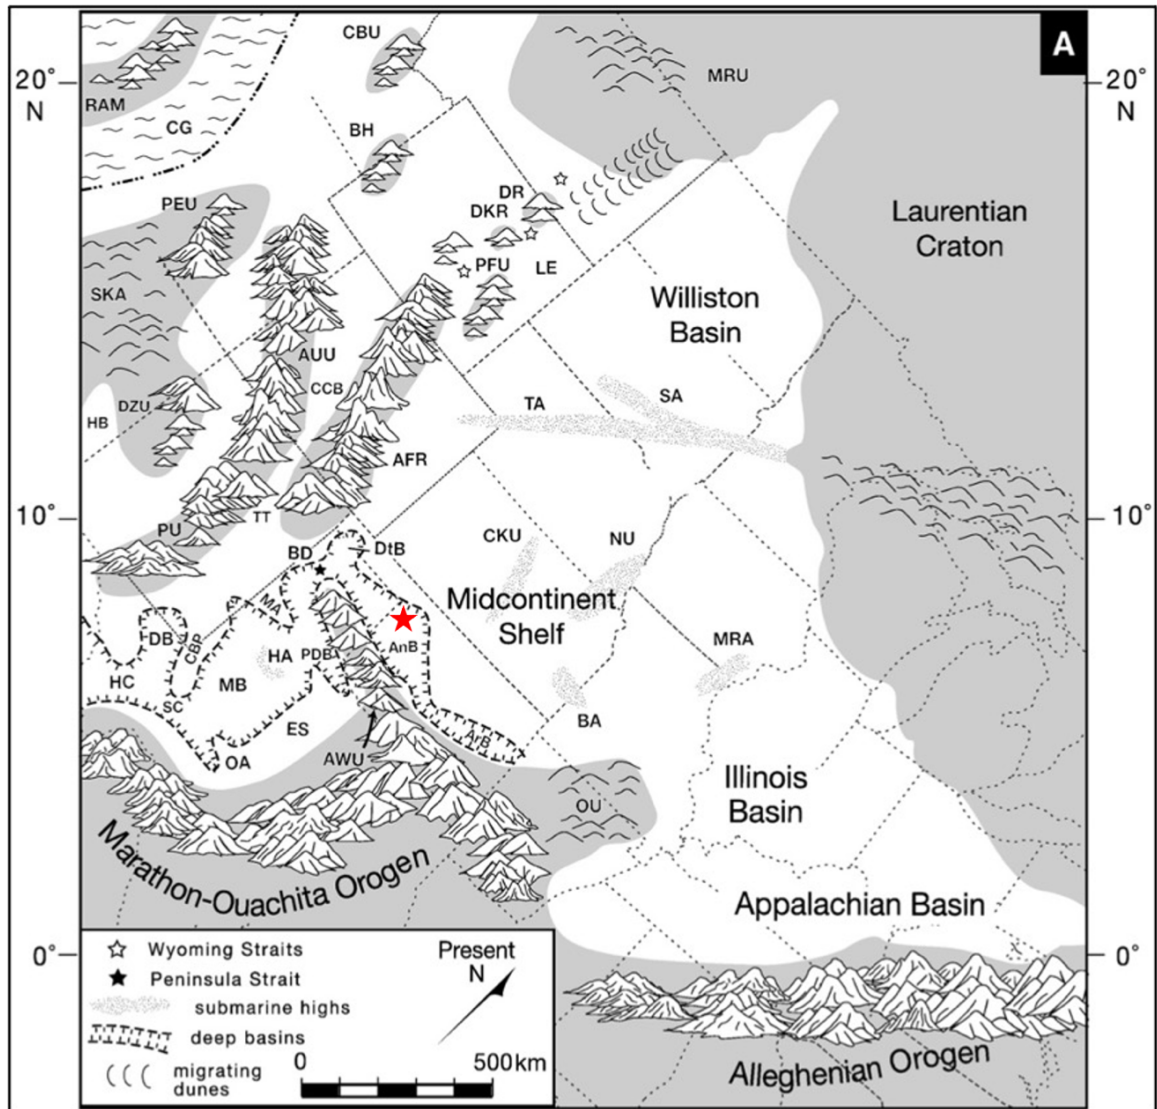 A
CBU
MRU
20°
N
20°
N
RAM
CG
BH
PEU
DR
DKR
Laurentian
Craton
PFU
LE
SKA
Williston
Basin
AUU
CCB
TA
SA
DZU
HB
AFR
10°
10°
TT
PU
CKU
NU
BD
DtB
MA
Midcontinent
Shelf
DB
CBP
HA
PDB
AnB
MRA
HC
MB
SC
BA
ES
ArB
OA
AWU
Illinois
Basin
OU
Marathon-Ouachita Orogen
Appalachian Basin
0°
0°
Wyoming Straits
Peninsula Strait
submarine highs
deep basins
migrating
dunes
Present
N
0
500 km
Alleghenian Orogen